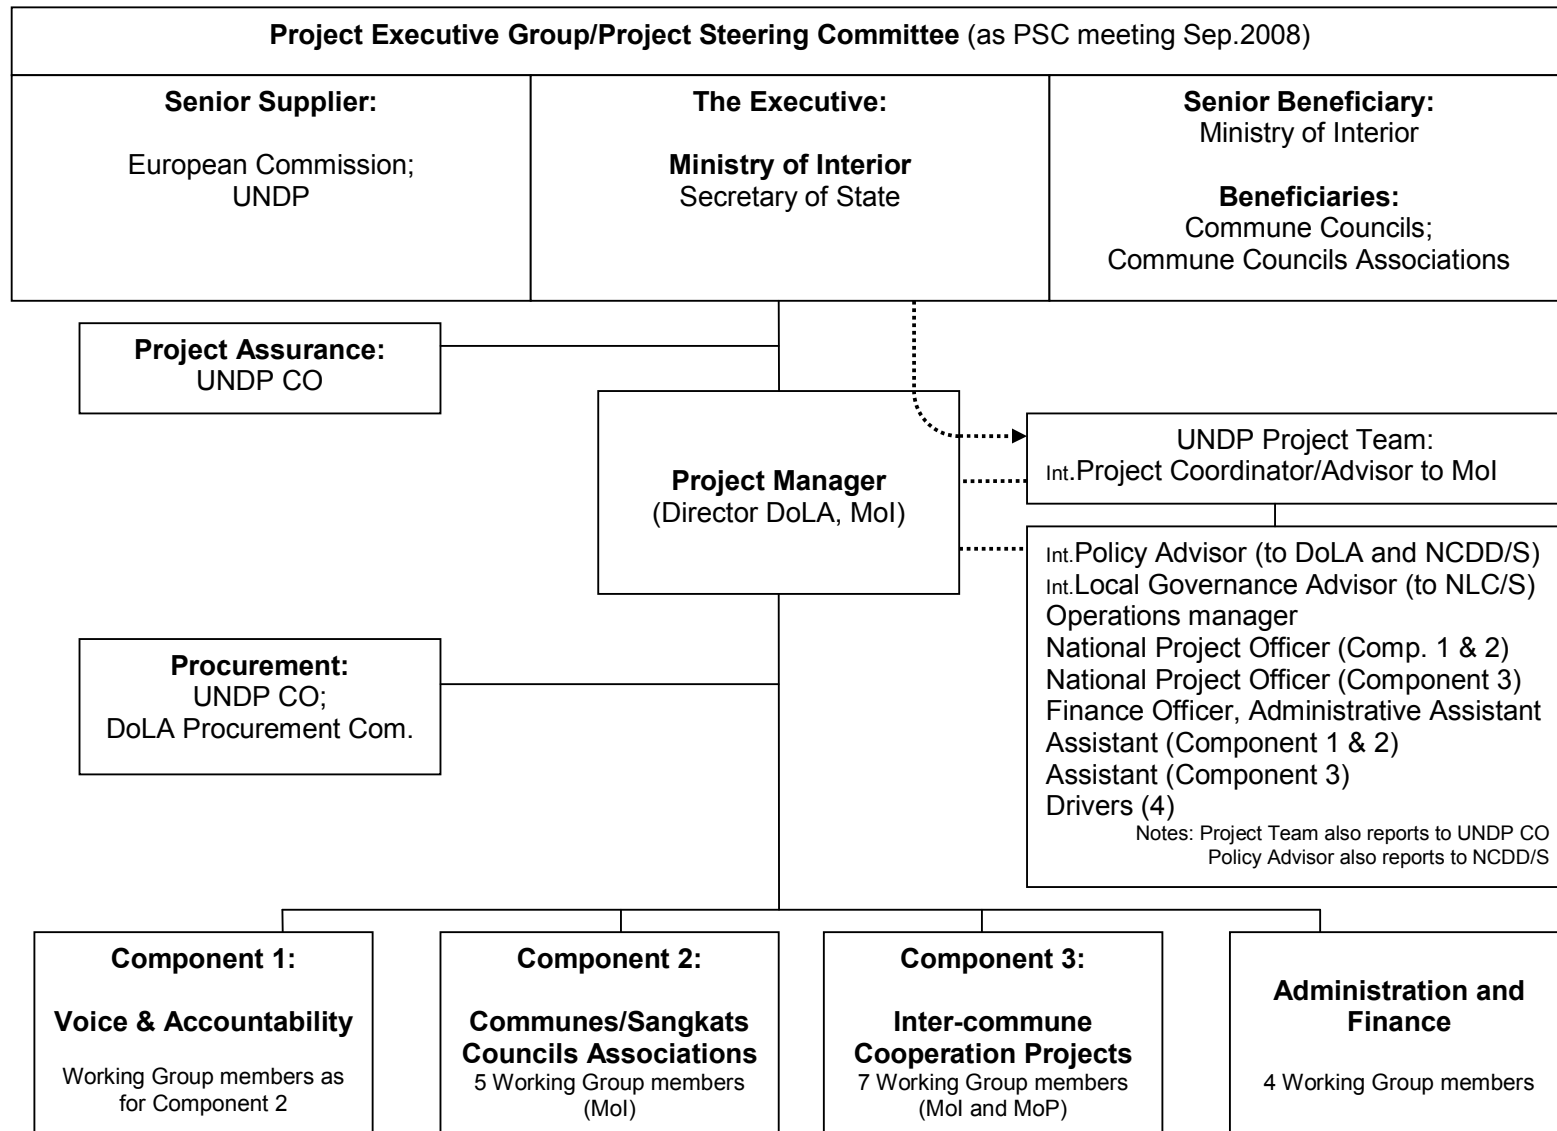 Project Executive Group/Project Steering Committee (as PSC meeting Sep.2008)
Senior Supplier:
European Commission;
UNDP
The Executive:
Ministry of Interior
Secretary of State
Senior Beneficiary:
Ministry of Interior
Beneficiaries:
Commune Councils;
Commune Councils Associations
Project Assurance:
UNDP CO
Project Manager
(Director DoLA, MoI)
UNDP Project Team:
Int.Project Coordinator/Advisor to MoI
Int.Policy Advisor (to DoLA and NCDD/S)
Int.Local Governance Advisor (to NLC/S)
Operations manager
National Project Officer (Comp. 1 & 2)
National Project Officer (Component 3)
Finance Officer, Administrative Assistant
Assistant (Component 1 & 2)
Assistant (Component 3)
Drivers (4)
Notes: Project Team also reports to UNDP CO
Policy Advisor also reports to NCDD/S
Procurement:
UNDP CO;
DoLA Procurement Com.
Component 1:
Voice & Accountability
Working Group members as
for Component 2
Component 2:
Communes/Sangkats
Councils Associations
5 Working Group members
(MoI)
Component 3:
Inter-commune
Cooperation Projects
7 Working Group members
(MoI and MoP)
Administration and
Finance
4 Working Group members